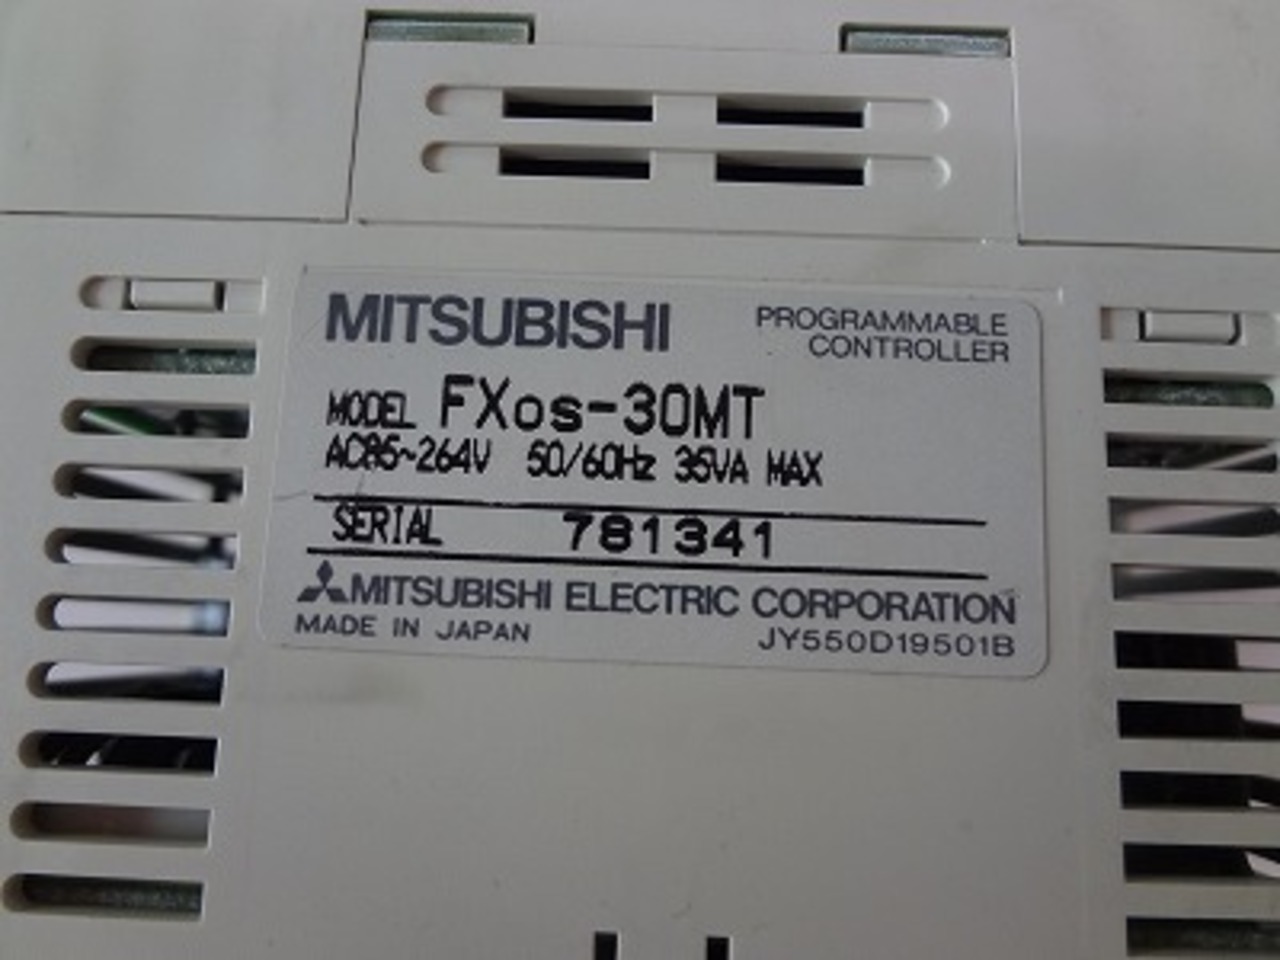 MITSUBISHI PROGRAMMABLE CONTROLLER
MODEL FXos-30MT
AC85~264V 50/60Hz 35VA MAX
SERIAL 781341
MITSUBISHI ELECTRIC CORPORATION
MADE IN JAPAN JY550D19501B